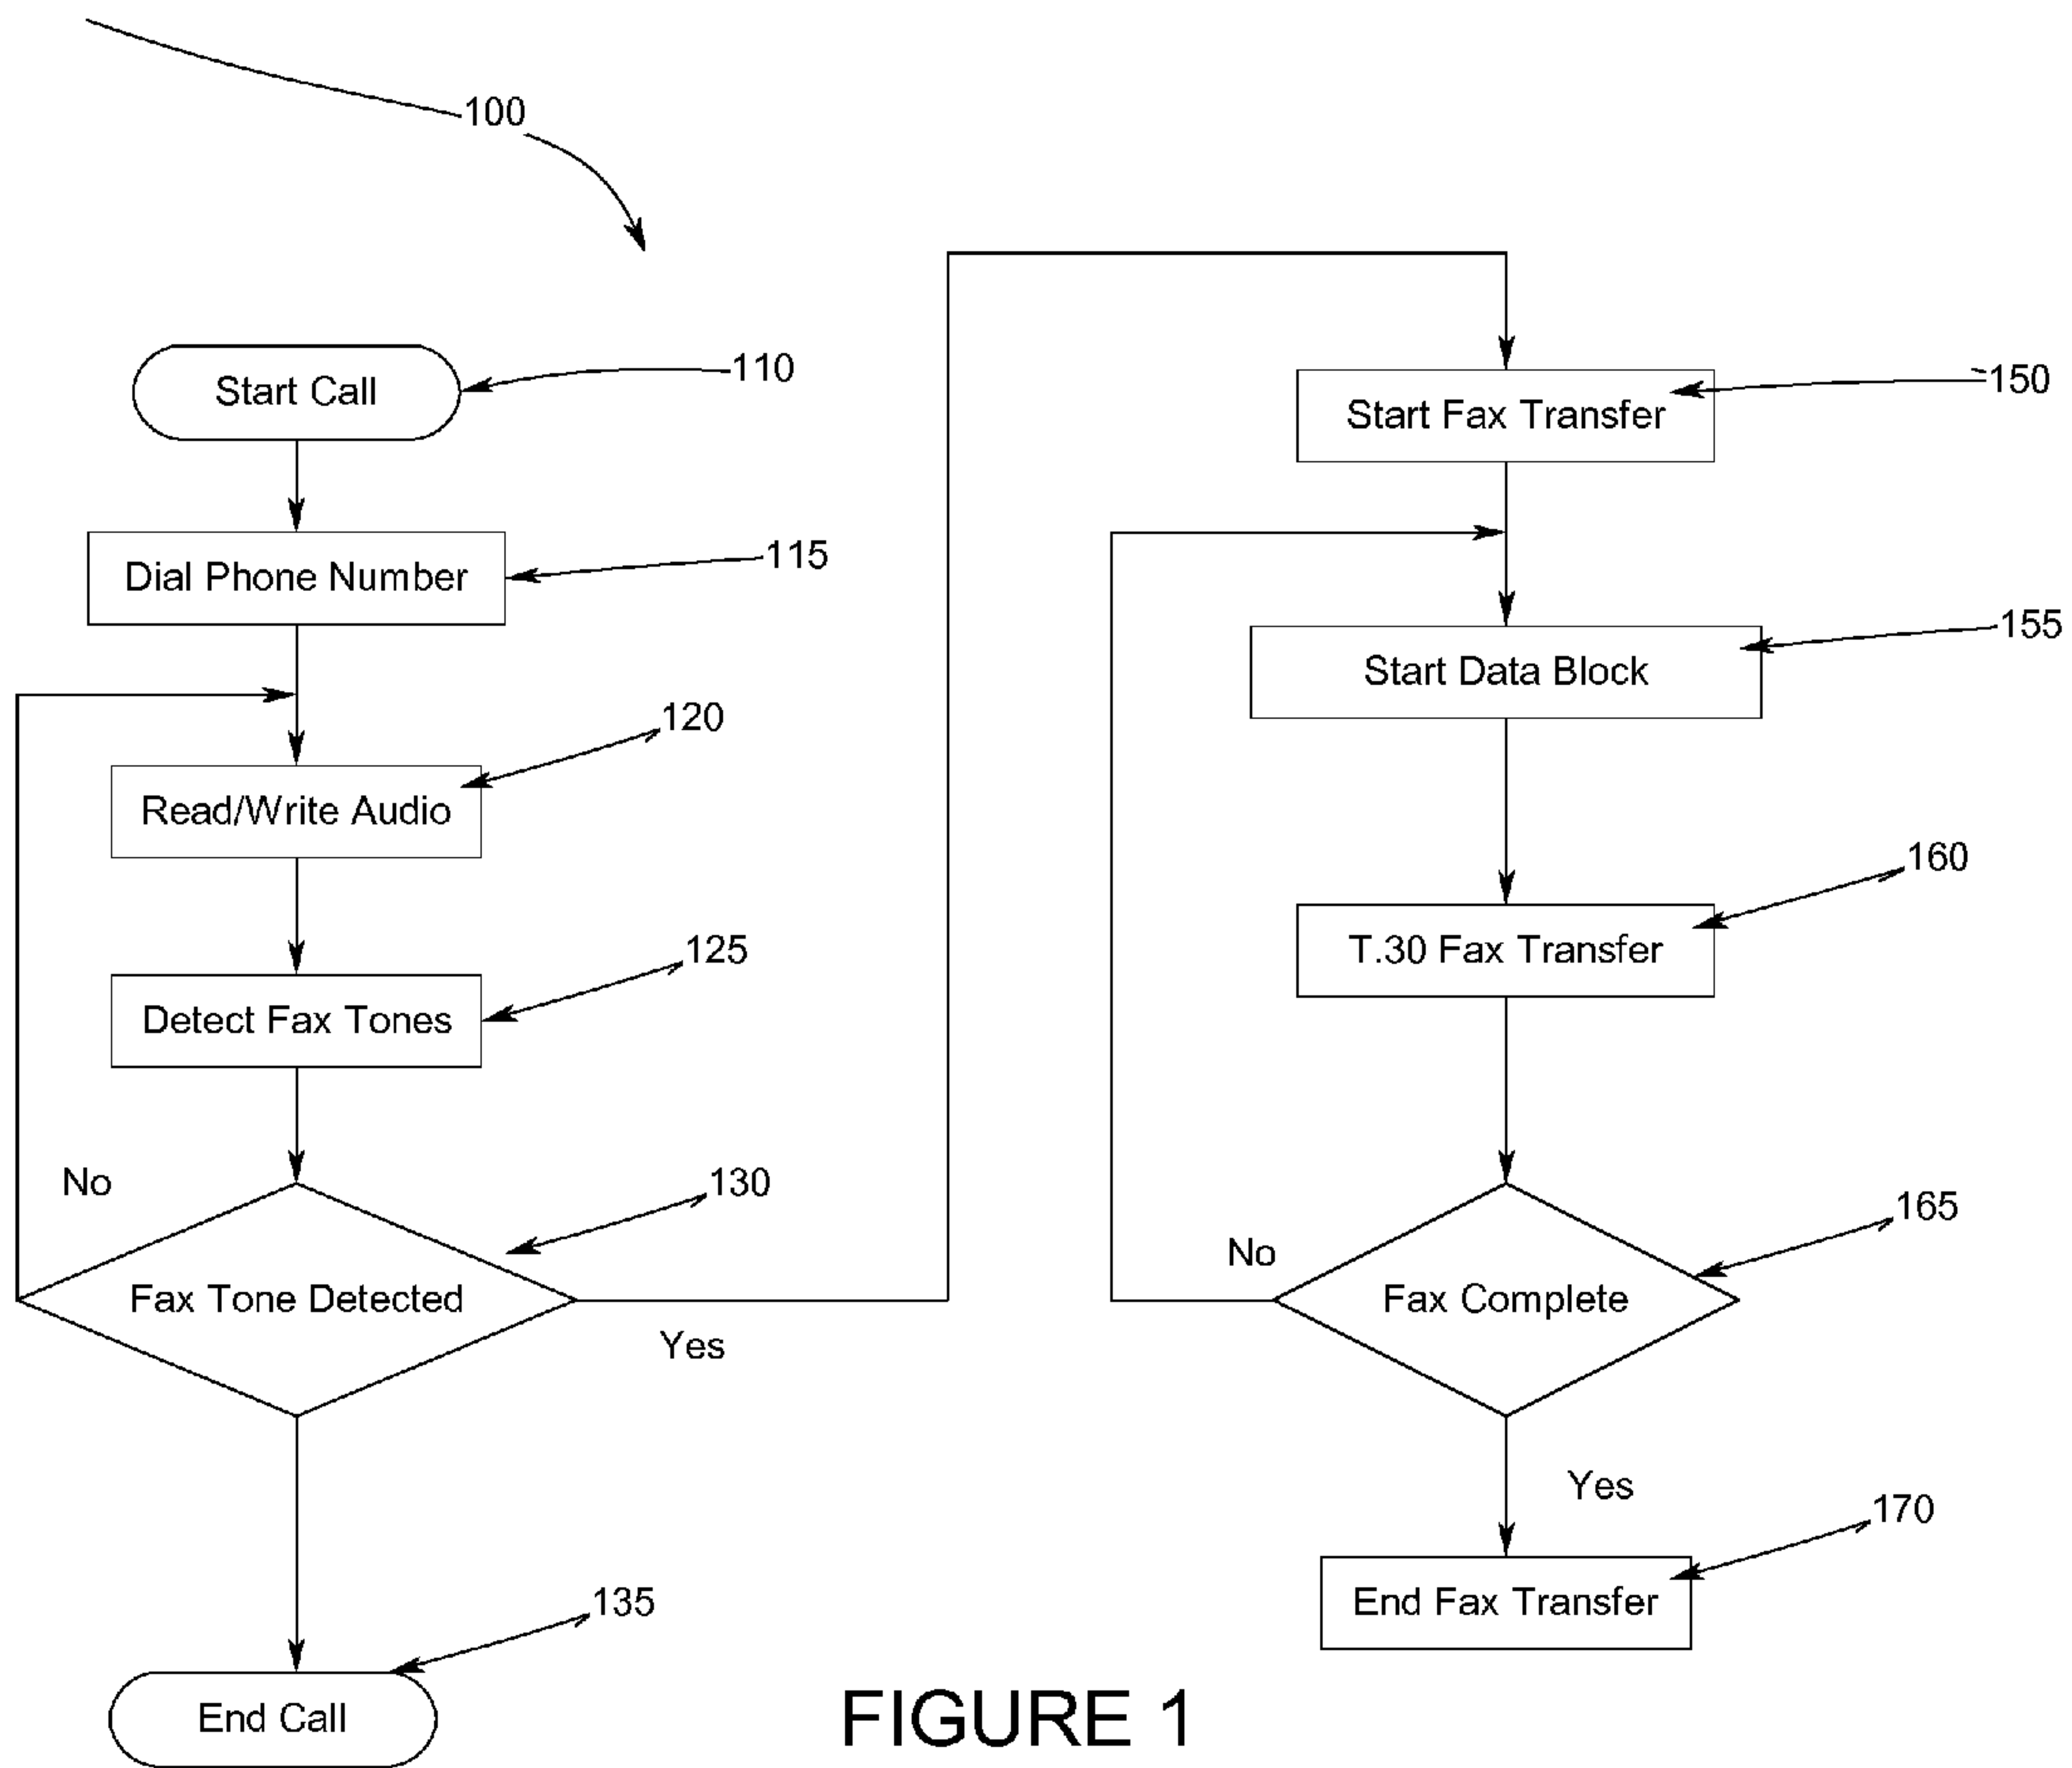 100
Start Call
110
Dial Phone Number
115
Read/Write Audio
120
Detect Fax Tones
125
No
Fax Tone Detected
130
Yes
End Call
135
Start Fax Transfer
150
Start Data Block
155
T.30 Fax Transfer
160
No
Fax Complete
165
Yes
End Fax Transfer
170
FIGURE 1